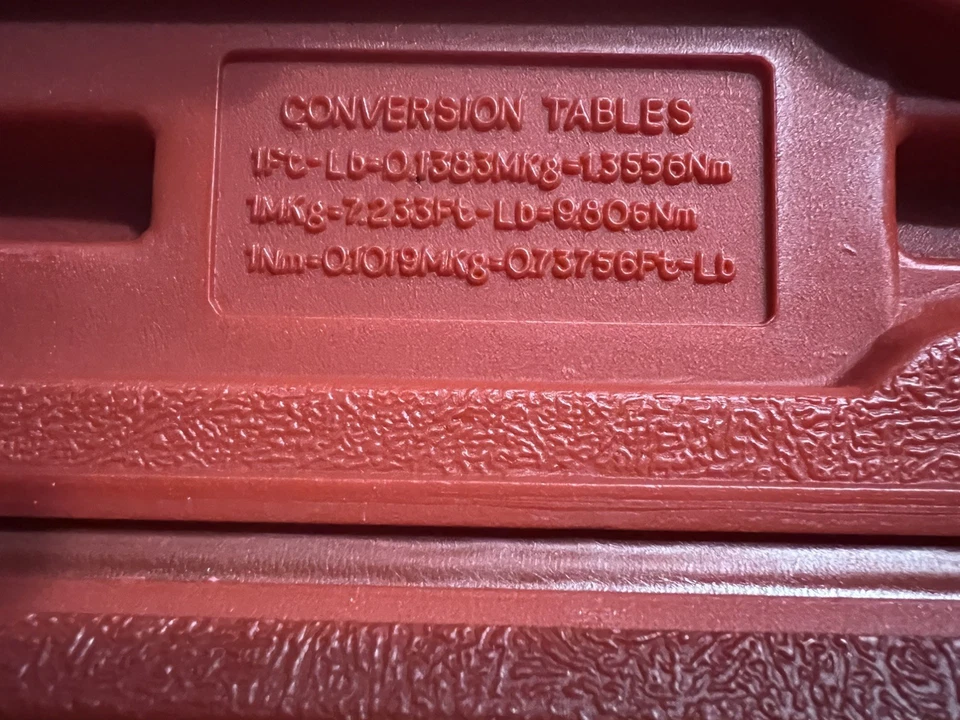 CONVERSION TABLES
1Ft-Lb=0.1383MKg=1.3556Nm
1MKg=7.233Ft-Lb=9.806Nm
1Nm=0.1019MKg=0.73756Ft-Lb